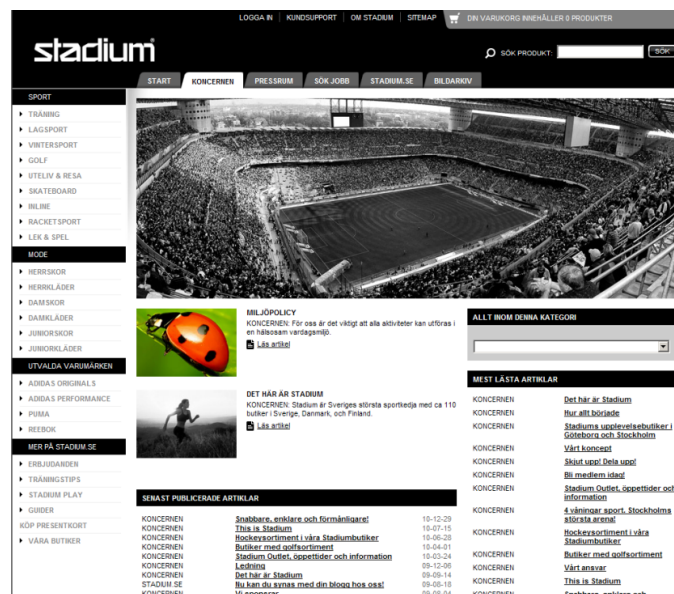 LOGGA IN | KUNDSUPPORT | OM STADIUM | SITEMAP
DIN VARUKORG INNEHÅLLER 0 PRODUKTER
stadium
SÖK PRODUKT:
SÖK
START
KONCERNEN
PRESSRUM
SÖK JOBB
STADIUM.SE
BILDARKIV
SPORT
TRÄNING
LAGSPORT
VINTERSPORT
GOLF
UTELIV & RESA
SKATEBOARD
INLINE
RACKETSPORT
LEK & SPEL
MODE
HERRSKOR
HERRKLÄDER
DAMSKOR
DAMKLÄDER
JUNIORSKOR
JUNIORKLÄDER
UTVALDA VARUMÄRKEN
ADIDAS ORIGINALS
ADIDAS PERFORMANCE
PUMA
REEBOK
MER PÅ STADIUM.SE
ERBJUDANDEN
TRÄNINGSTIPS
STADIUM PLAY
GUIDER
KÖP PRESENTKORT
VÅRA BUTIKER
MILJÖPOLICY
KONCERNEN: För oss är det viktigt att alla aktiviteter kan utföras i
en hälsosam vardagsmiljö.
Läs artikel
DET HÄR ÄR STADIUM
KONCERNEN: Stadium är Sveriges största sportkedja med ca 110
butiker i Sverige, Danmark, och Finland.
Läs artikel
SENAST PUBLICERADE ARTIKLAR
KONCERNEN Snabbare, enklare och förmånligare! 10-12-29
KONCERNEN This is Stadium 10-07-15
KONCERNEN Hockeysortiment i våra Stadiumbutiker 10-06-28
KONCERNEN Butiker med golfsortiment 10-04-01
KONCERNEN Stadium Outlet, öppettider och information 10-03-24
KONCERNEN Ledning 09-12-08
KONCERNEN Det här är Stadium 09-09-14
STADIUM.SE Nu kan du synas med din blogg hos oss! 09-08-18
KONCERNEN
ALLT INOM DENNA KATEGORI
MEST LÄSTA ARTIKLAR
KONCERNEN Det här är Stadium
KONCERNEN Hur allt började
KONCERNEN Stadiums upplevelsebutiker i
Göteborg och Stockholm
KONCERNEN Vårt koncept
KONCERNEN Skjut upp! Dela upp!
KONCERNEN Bli medlem idag!
KONCERNEN Stadium Outlet, öppettider och
information
KONCERNEN 4 våningar sport. Stockholms
största arena!
KONCERNEN Hockeysortiment i våra
Stadiumbutiker
KONCERNEN Butiker med golfsortiment
KONCERNEN Vårt ansvar
KONCERNEN This is Stadium
KONCERNEN Snabbare, enklare och